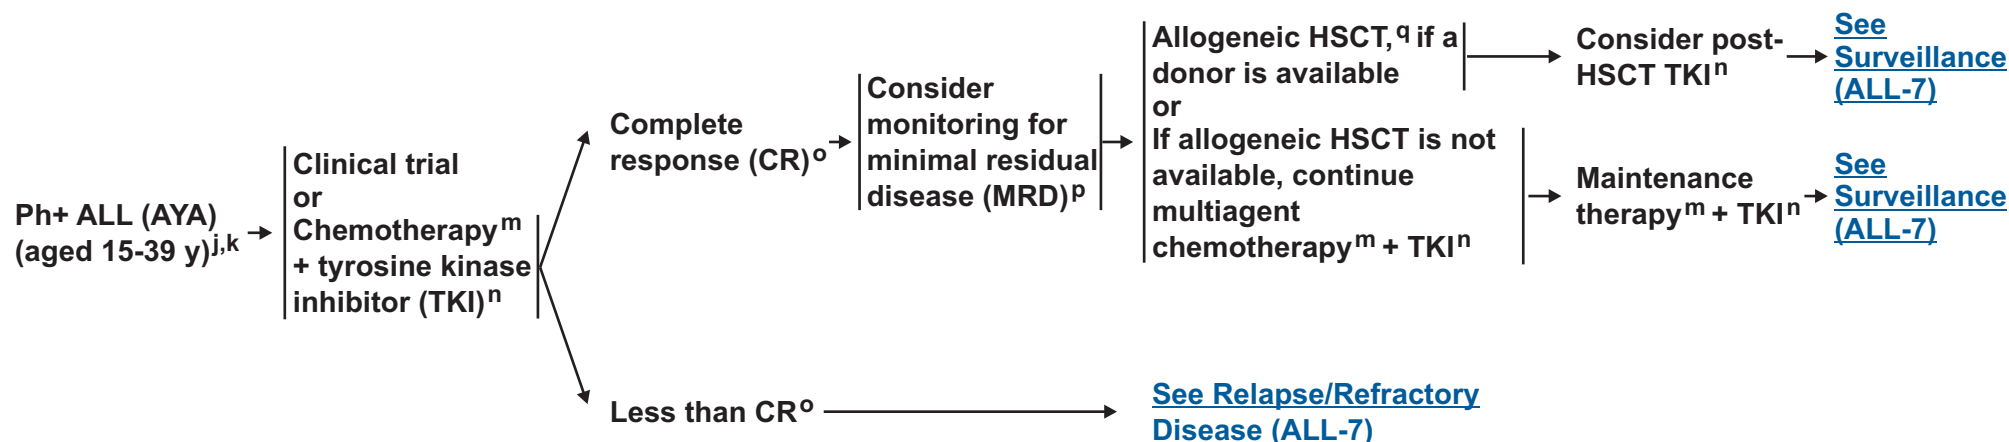 Ph+ ALL (AYA)
(aged 15-39 y)j,k
Clinical trial
or
Chemotherapym
+ tyrosine kinase
inhibitor (TKI)n
Complete
response (CR)o
Consider
monitoring for
minimal residual
disease (MRD)p
Allogeneic HSCT,q if a
donor is available
or
If allogeneic HSCT is not
available, continue
multiagent
chemotherapym + TKIn
Consider post-
HSCT TKIn
See
Surveillance
(ALL-7)
Maintenance
therapym + TKIn
See
Surveillance
(ALL-7)
Less than CRo
See Relapse/Refractory
Disease (ALL-7)